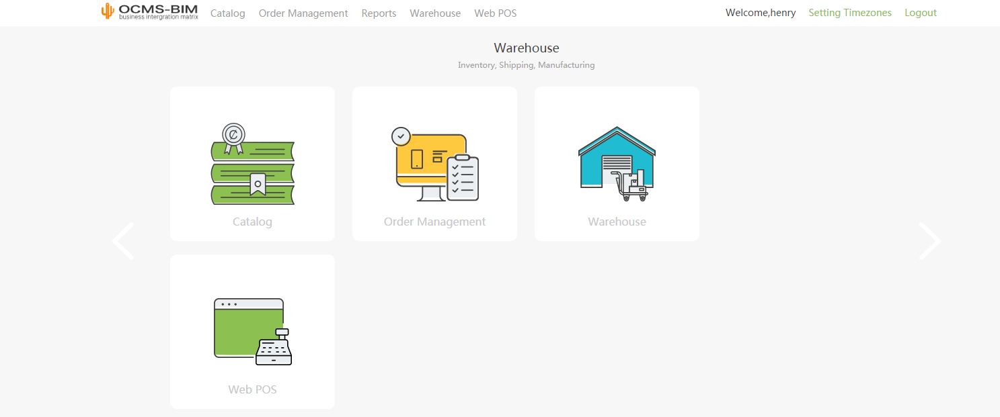 OCMS-BIM
business intergration matrix
Catalog Order Management Reports Warehouse Web POS
Welcome,henry Setting Timezones Logout
Warehouse
Inventory, Shipping, Manufacturing
Catalog
Order Management
Warehouse
Web POS